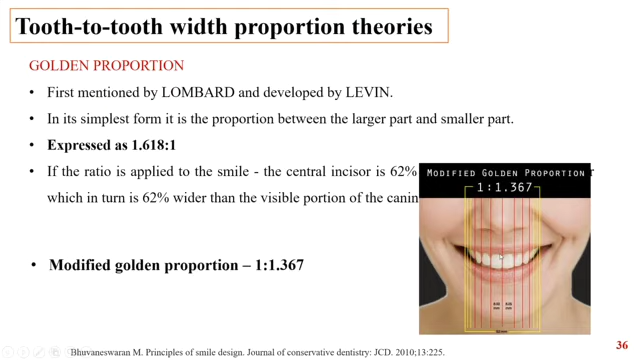 Tooth-to-tooth width proportion theories
GOLDEN PROPORTION
• First mentioned by LOMBARD and developed by LEVIN.
• In its simplest form it is the proportion between the larger part and smaller part.
• Expressed as 1.618:1
• If the ratio is applied to the smile - the central incisor is 62%
which in turn is 62% wider than the visible portion of the canin
MODIFIED GOLDEN PROPORTION
1:1.367
• Modified golden proportion – 1:1.367
Bhuvaneswaran M. Principles of smile design. Journal of conservative dentistry: JCD. 2010;13:225.
36